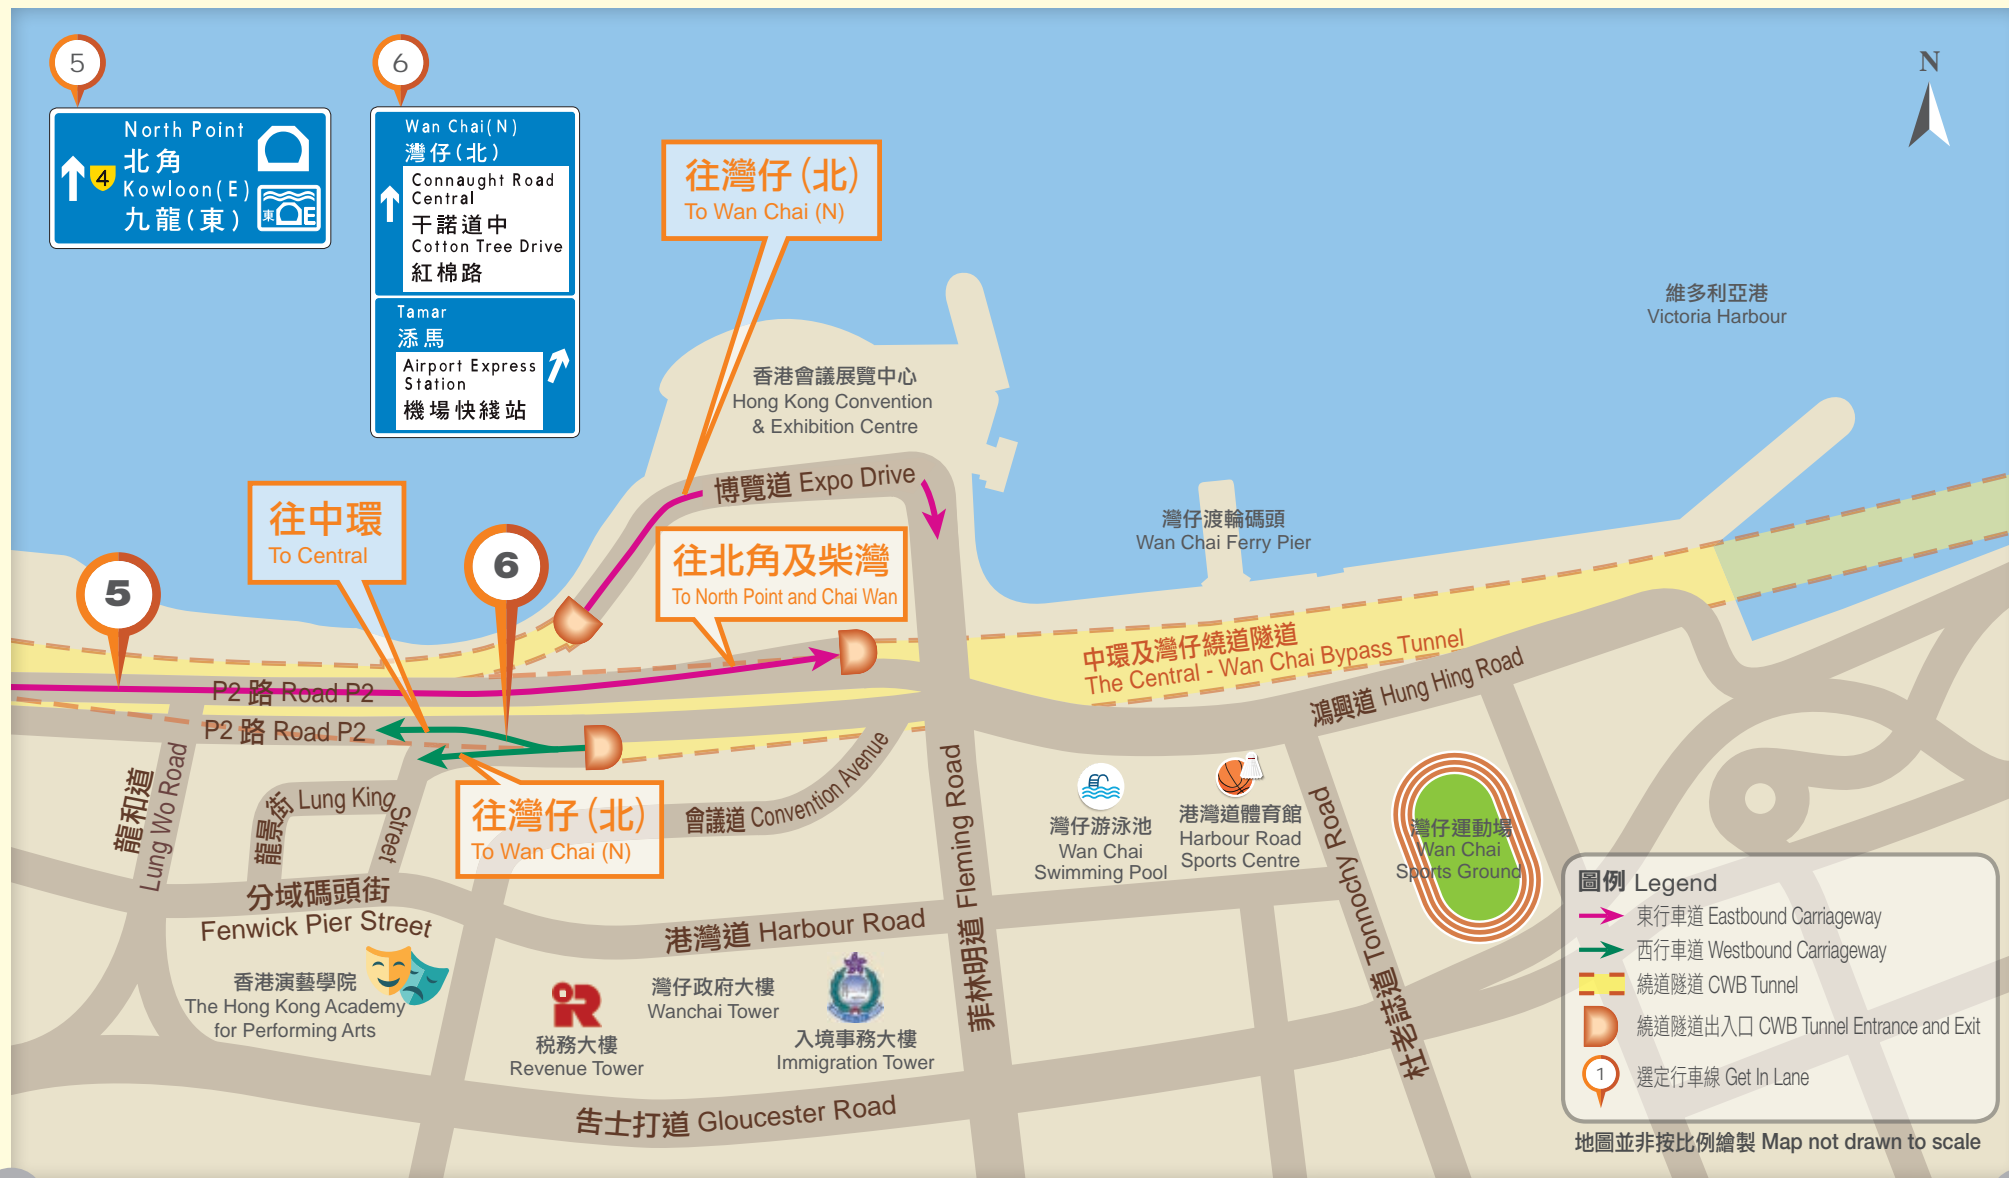 5
North Point
北角
4
Kowloon(E)
九龍(東)
東
E
6
Wan Chai(N)
灣仔(北)
Connaught Road
Central
干諾道中
Cotton Tree Drive
紅棉路
Tamar
添馬
Airport Express
Station
機場快綫站
往灣仔(北)
To Wan Chai (N)
N
維多利亞港
Victoria Harbour
香港會議展覽中心
Hong Kong Convention
& Exhibition Centre
博覽道 Expo Drive
往中環
To Central
6
5
往北角及柴灣
To North Point and Chai Wan
灣仔渡輪碼頭
Wan Chai Ferry Pier
中環及灣仔繞道隧道
The Central - Wan Chai Bypass Tunnel
P2 路 Road P2
P2 路 Road P2
鴻興道 Hung Hing Road
龍和道
Lung Wo Road
龍景街 Lung King Street
往灣仔(北)
To Wan Chai (N)
會議道 Convention Avenue
菲林明道 Fleming Road
灣仔游泳池
Wan Chai
Swimming Pool
港灣道體育館
Harbour Road
Sports Centre
杜老誌道 Tonnochy Road
灣仔運動場
Wan Chai
Sports Ground
分域碼頭街
Fenwick Pier Street
港灣道 Harbour Road
香港演藝學院
The Hong Kong Academy
for Performing Arts
稅務大樓
Revenue Tower
灣仔政府大樓
Wanchai Tower
入境事務大樓
Immigration Tower
告士打道 Gloucester Road
圖例 Legend
東行車道 Eastbound Carriageway
西行車道 Westbound Carriageway
繞道隧道 CWB Tunnel
繞道隧道出入口 CWB Tunnel Entrance and Exit
1
選定行車線 Get In Lane
地圖並非按比例繪製 Map not drawn to scale